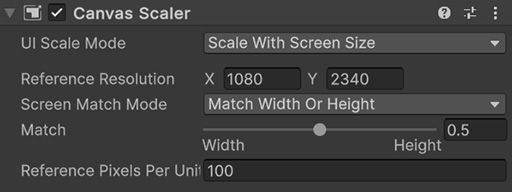 Canvas Scaler
UI Scale Mode Scale With Screen Size
Reference Resolution X 1080 Y 2340
Screen Match Mode Match Width Or Height
Match 0.5
Width Height
Reference Pixels Per Unit 100